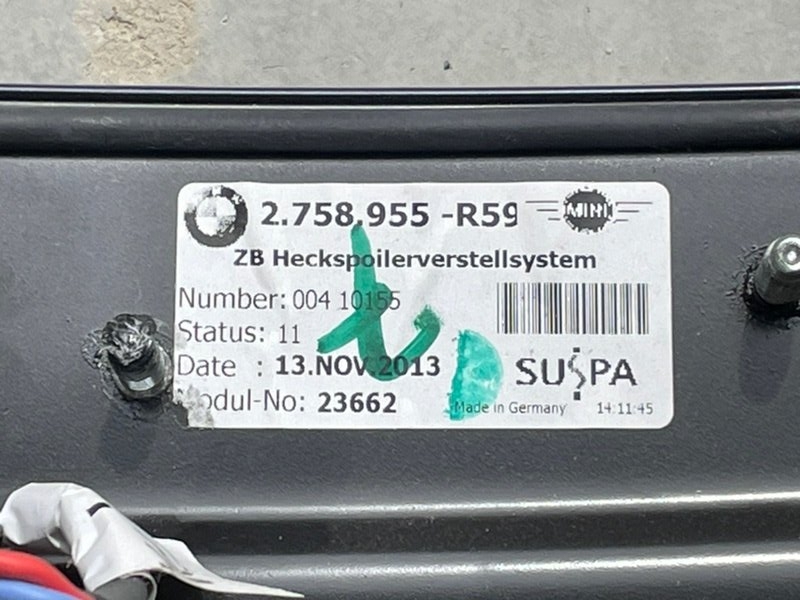 2.758.955 -R59 MINI
ZB Heckspoilerverstellsystem
Number: 004 10155
Status: 11
Date : 13.NOV.2013
Modul-No: 23662
SUSPA
Made in Germany 14:11:45